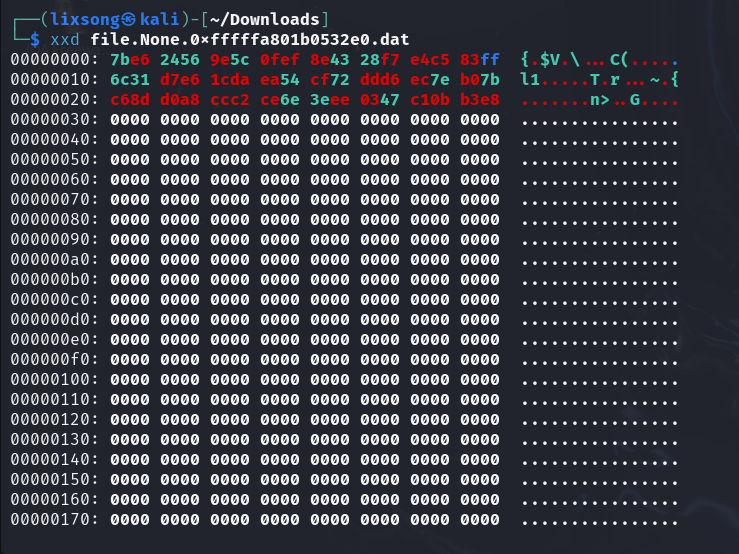 ┌──(lixsong㉿kali)-[~/Downloads]
└─$ xxd file.None.0×fffffa801b0532e0.dat
00000000: 7be6 2456 9e5c 0fef 8e43 28f7 e4c5 83ff  {.$V.\...C(.....
00000010: 6c31 d7e6 1cda ea54 cf72 ddd6 ec7e b07b  l1.....T.r...~.{
00000020: c68d d0a8 ccc2 ce6e 3eee 0347 c10b b3e8  .......n>..G....
00000030: 0000 0000 0000 0000 0000 0000 0000 0000  ................
00000040: 0000 0000 0000 0000 0000 0000 0000 0000  ................
00000050: 0000 0000 0000 0000 0000 0000 0000 0000  ................
00000060: 0000 0000 0000 0000 0000 0000 0000 0000  ................
00000070: 0000 0000 0000 0000 0000 0000 0000 0000  ................
00000080: 0000 0000 0000 0000 0000 0000 0000 0000  ................
00000090: 0000 0000 0000 0000 0000 0000 0000 0000  ................
000000a0: 0000 0000 0000 0000 0000 0000 0000 0000  ................
000000b0: 0000 0000 0000 0000 0000 0000 0000 0000  ................
000000c0: 0000 0000 0000 0000 0000 0000 0000 0000  ................
000000d0: 0000 0000 0000 0000 0000 0000 0000 0000  ................
000000e0: 0000 0000 0000 0000 0000 0000 0000 0000  ................
000000f0: 0000 0000 0000 0000 0000 0000 0000 0000  ................
00000100: 0000 0000 0000 0000 0000 0000 0000 0000  ................
00000110: 0000 0000 0000 0000 0000 0000 0000 0000  ................
00000120: 0000 0000 0000 0000 0000 0000 0000 0000  ................
00000130: 0000 0000 0000 0000 0000 0000 0000 0000  ................
00000140: 0000 0000 0000 0000 0000 0000 0000 0000  ................
00000150: 0000 0000 0000 0000 0000 0000 0000 0000  ................
00000160: 0000 0000 0000 0000 0000 0000 0000 0000  ................
00000170: 0000 0000 0000 0000 0000 0000 0000 0000  ................